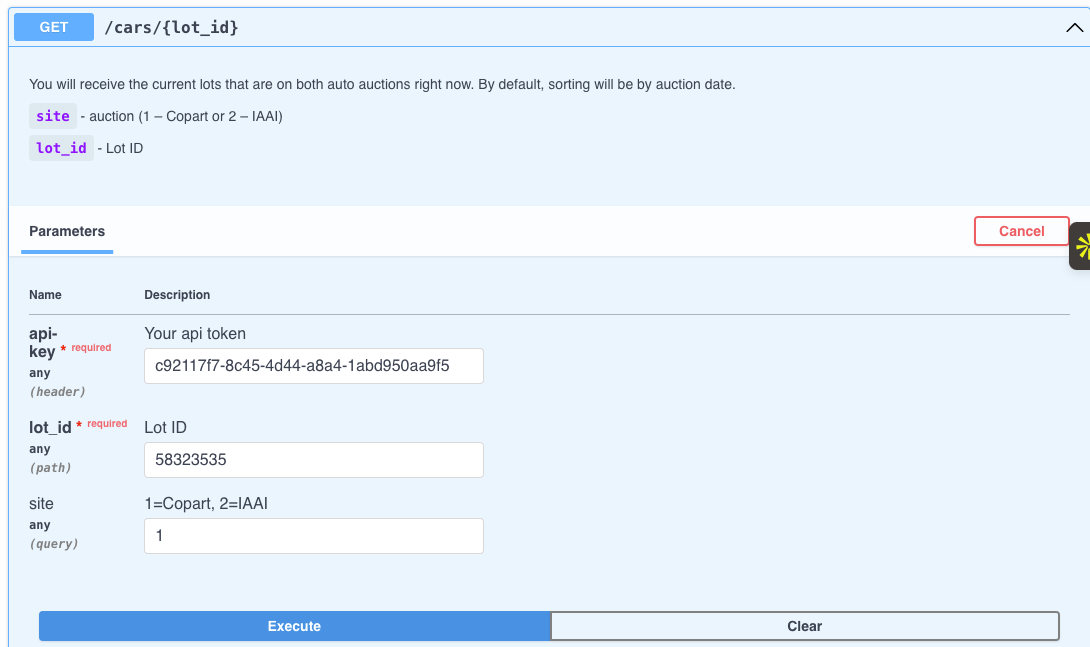 GET /cars/{lot_id}
You will receive the current lots that are on both auto auctions right now. By default, sorting will be by auction date.
site - auction (1 – Copart or 2 – IAAI)
lot_id - Lot ID
Parameters
Cancel
Name Description
api-
key * required
any
(header)
Your api token
c92117f7-8c45-4d44-a8a4-1abd950aa9f5
lot_id * required
any
(path)
Lot ID
58323535
site
any
(query)
1=Copart, 2=IAAI
1
Execute Clear